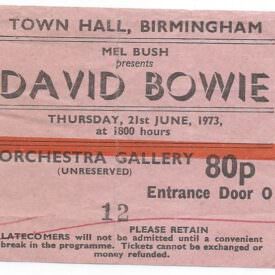 TOWN HALL, BIRMINGHAM
MEL BUSH
presents
DAVID BOWIE
THURSDAY, 21st JUNE, 1973,
at 1800 hours
ORCHESTRA GALLERY
(UNRESERVED)
80p
Entrance Door O
12
PLEASE RETAIN
LATECOMERS will not be admitted until a convenient
break in the programme. Tickets cannot be exchanged or
money refunded.